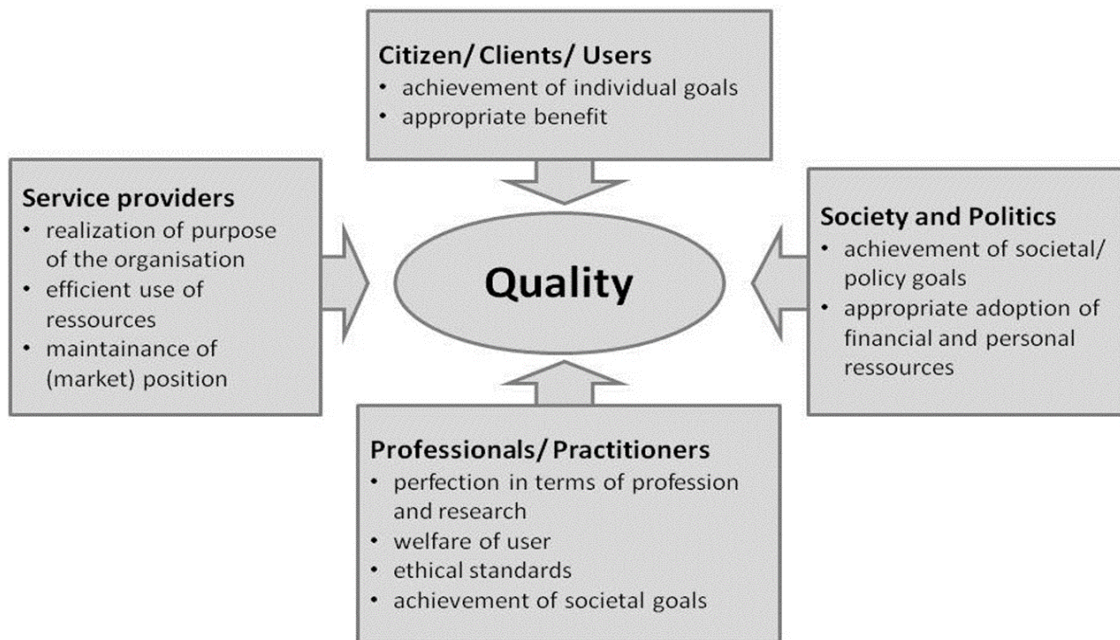 Citizen/ Clients/ Users
• achievement of individual goals
• appropriate benefit
Service providers
• realization of purpose
of the organisation
• efficient use of
ressources
• maintainance of
(market) position
Quality
Society and Politics
• achievement of societal/
policy goals
• appropriate adoption of
financial and personal
ressources
Professionals/ Practitioners
• perfection in terms of profession
and research
• welfare of user
• ethical standards
• achievement of societal goals